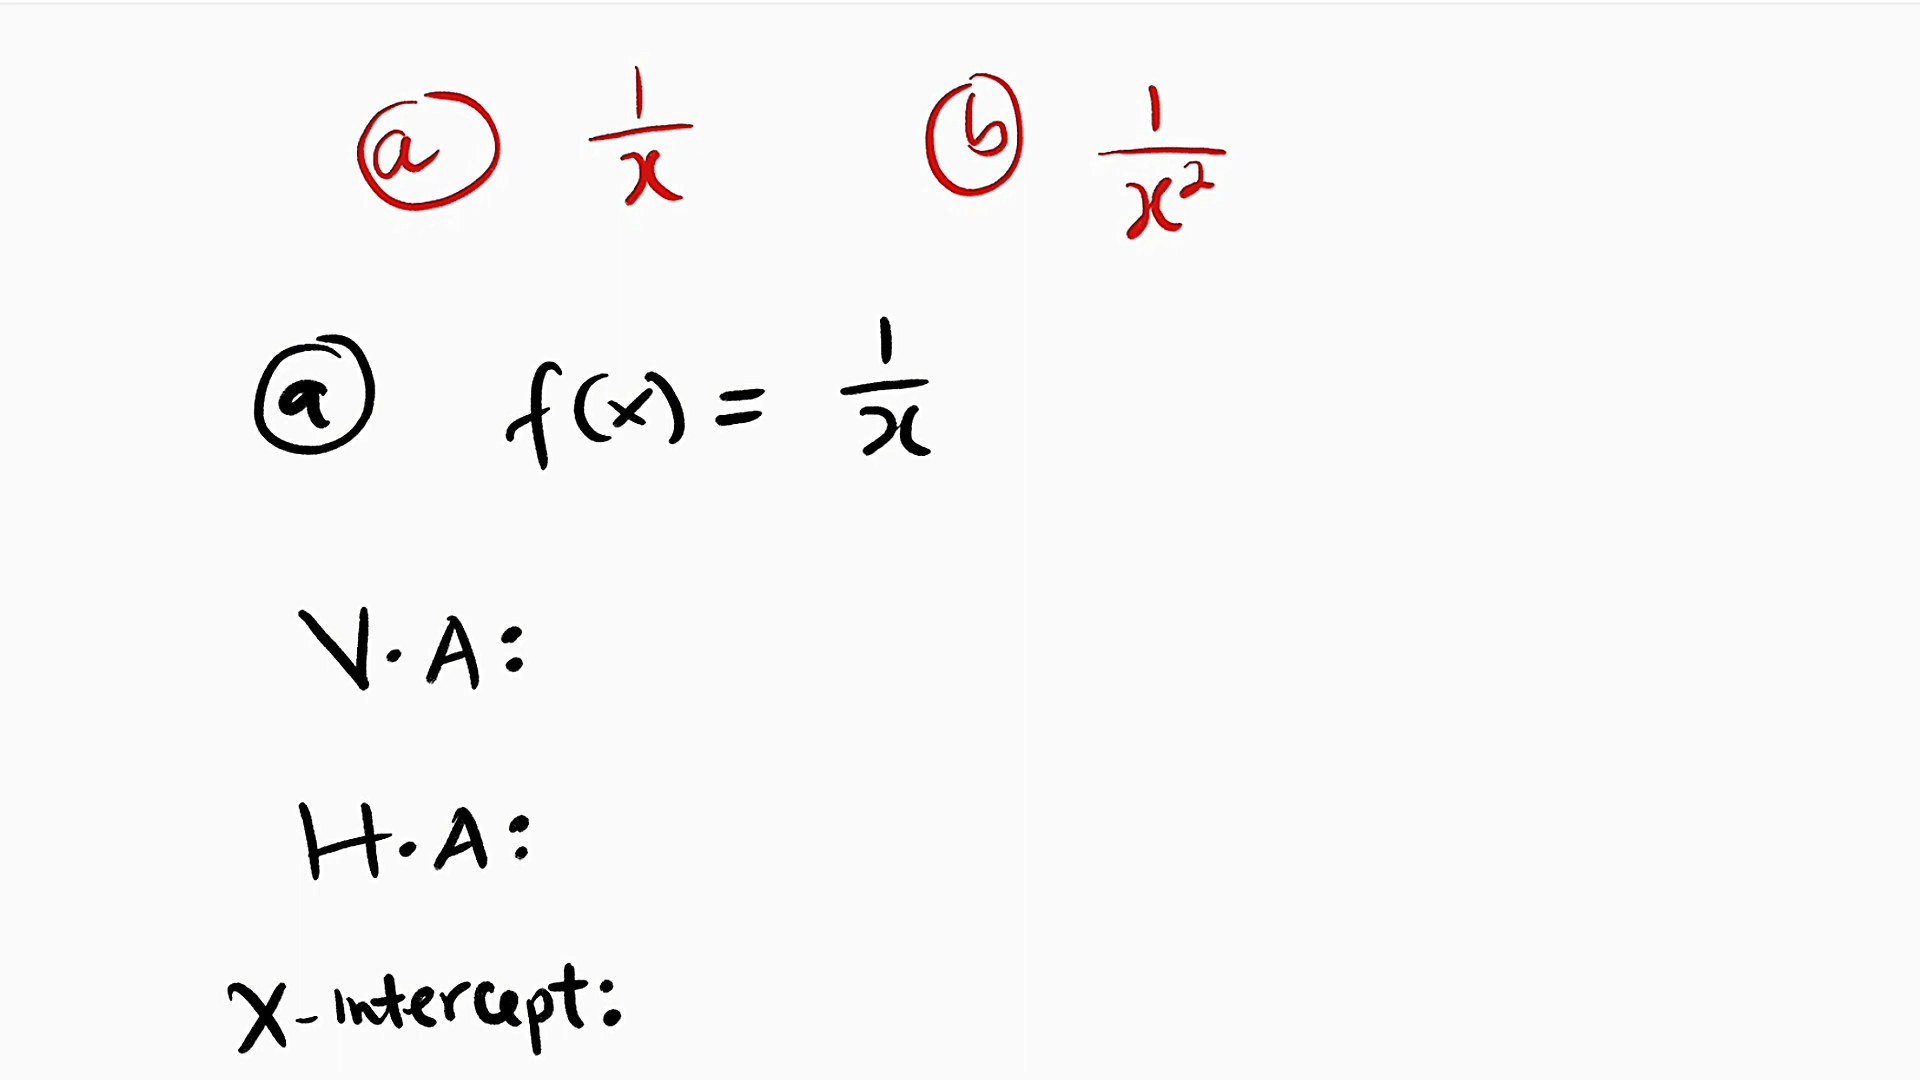 ⓐ 1/x ⓑ 1/x²
ⓐ f(x) = 1/x
V.A:
H.A:
X-intercept: